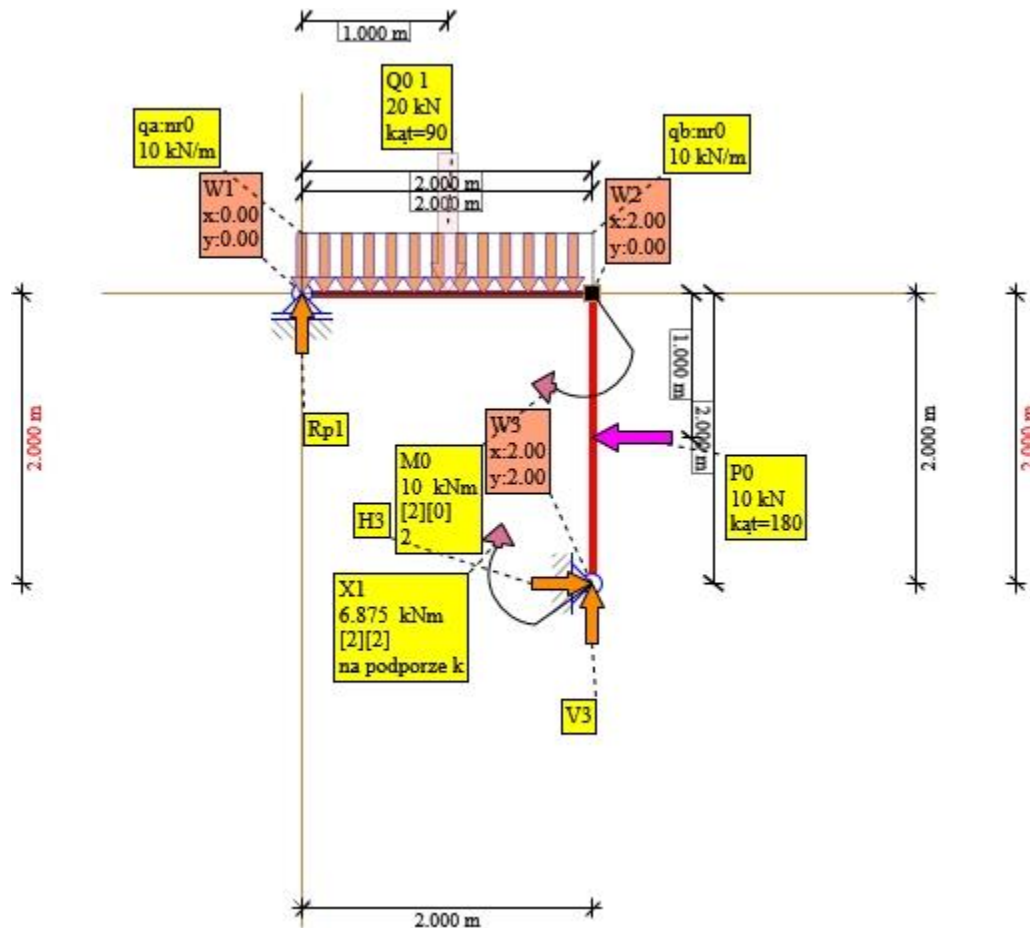 1.000 m
Q0 1
20 kN
kąt=90
qa:nr0
10 kN/m
qb:nr0
10 kN/m
2.000 m
2.000 m
W1
x:0.00
y:0.00
W2
x:2.00
y:0.00
1.000 m
2.000 m
2.000 m
2.000 m
2.000 m
Rp1
W3
x:2.00
y:2.00
M0
10 kNm
[2][0]
2
P0
10 kN
kąt=180
H3
X1
6.875 kNm
[2][2]
na podporze k
V3
2.000 m